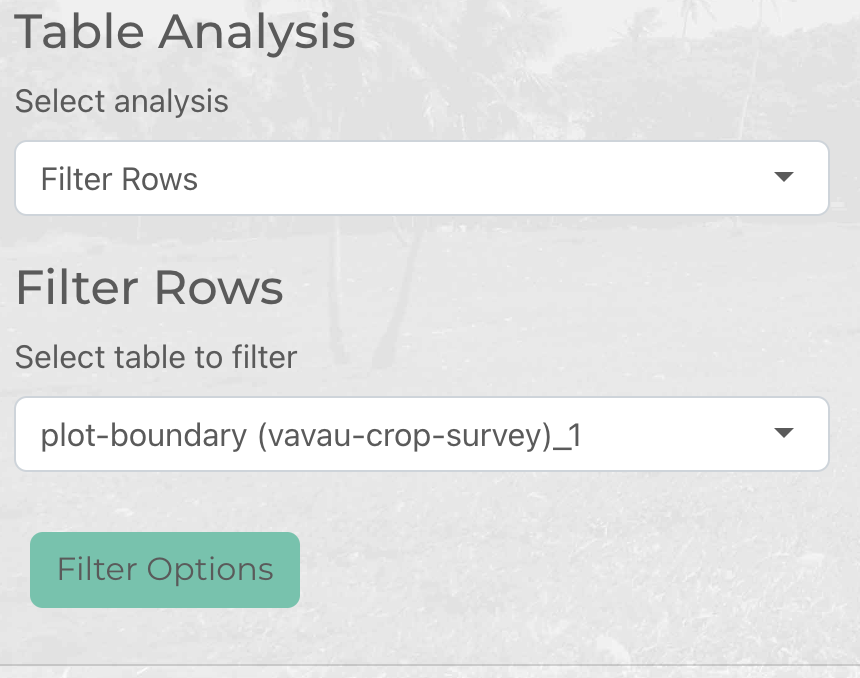 Table Analysis
Select analysis
Filter Rows
Filter Rows
Select table to filter
plot-boundary (vavau-crop-survey)_1
Filter Options